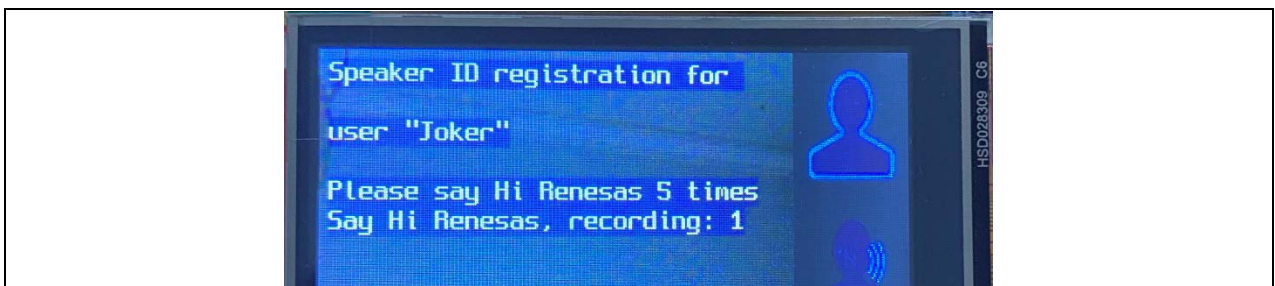 Speaker ID registration for
user "Joker"
Please say Hi Renesas 5 times
Say Hi Renesas, recording: 1
HSD028309 C6